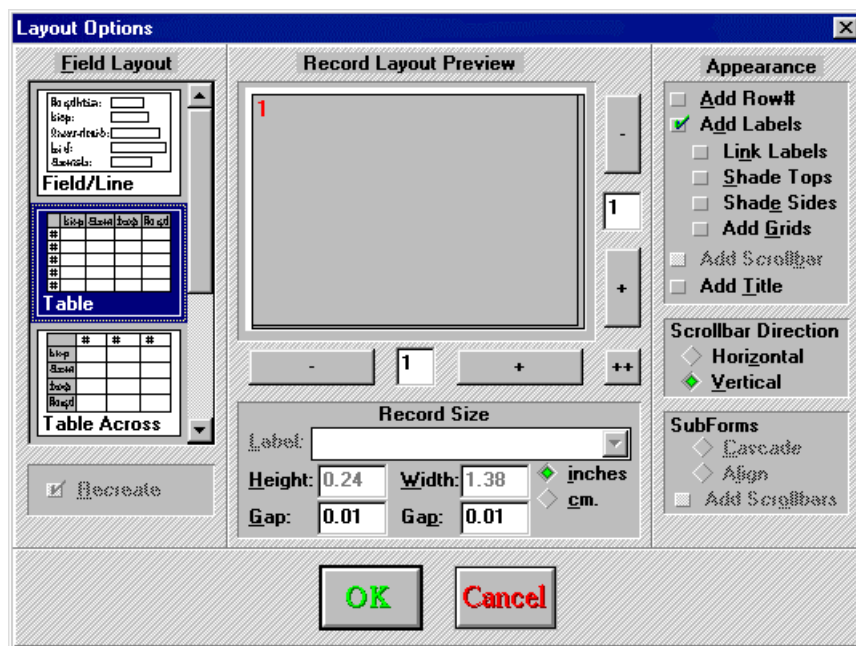 Layout Options
Field Layout
Field/Line
#
#
#
#
#
Table
# # #
Table Across
Recreate
Record Layout Preview
1
-
1
+
- 1 + ++
Record Size
Label:
Height: 0.24 Width: 1.38 inches
Gap: 0.01 Gap: 0.01 cm.
Appearance
Add Row#
Add Labels
Link Labels
Shade Tops
Shade Sides
Add Grids
Add Scrollbar
Add Title
Scrollbar Direction
Horizontal
Vertical
SubForms
Cascade
Align
Add Scrollbars
OK Cancel